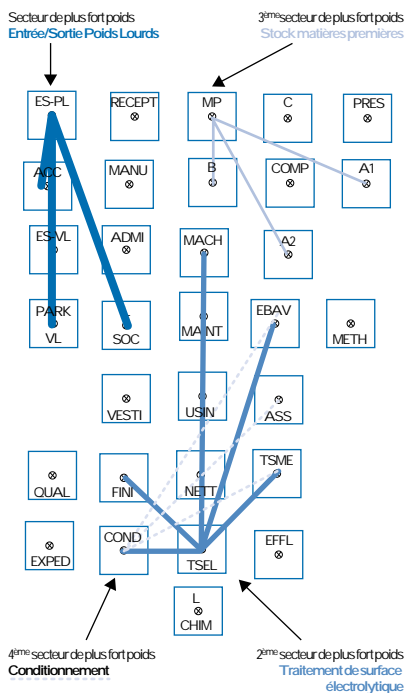 Secteur de plus fort poids
Entrée/Sortie Poids Lourds
3ème Secteur de plus fort poids
Stock matières premières
ES-PL
RECEPT
MP
C
PRES
ACC
MANU
B
COMP
A1
ES-VL
ADMI
MACH
A2
PARK
VL
SOC
MAINT
EBAV
METH
VESTI
USIN
ASS
QUAL
FINI
NETT
TSME
EXPED
COND
TSEL
EFFL
L
CHIM
4ème secteur de plus fort poids
Conditionnement
2ème Secteur de plus fort poids
Traitement de surface
électrolytique